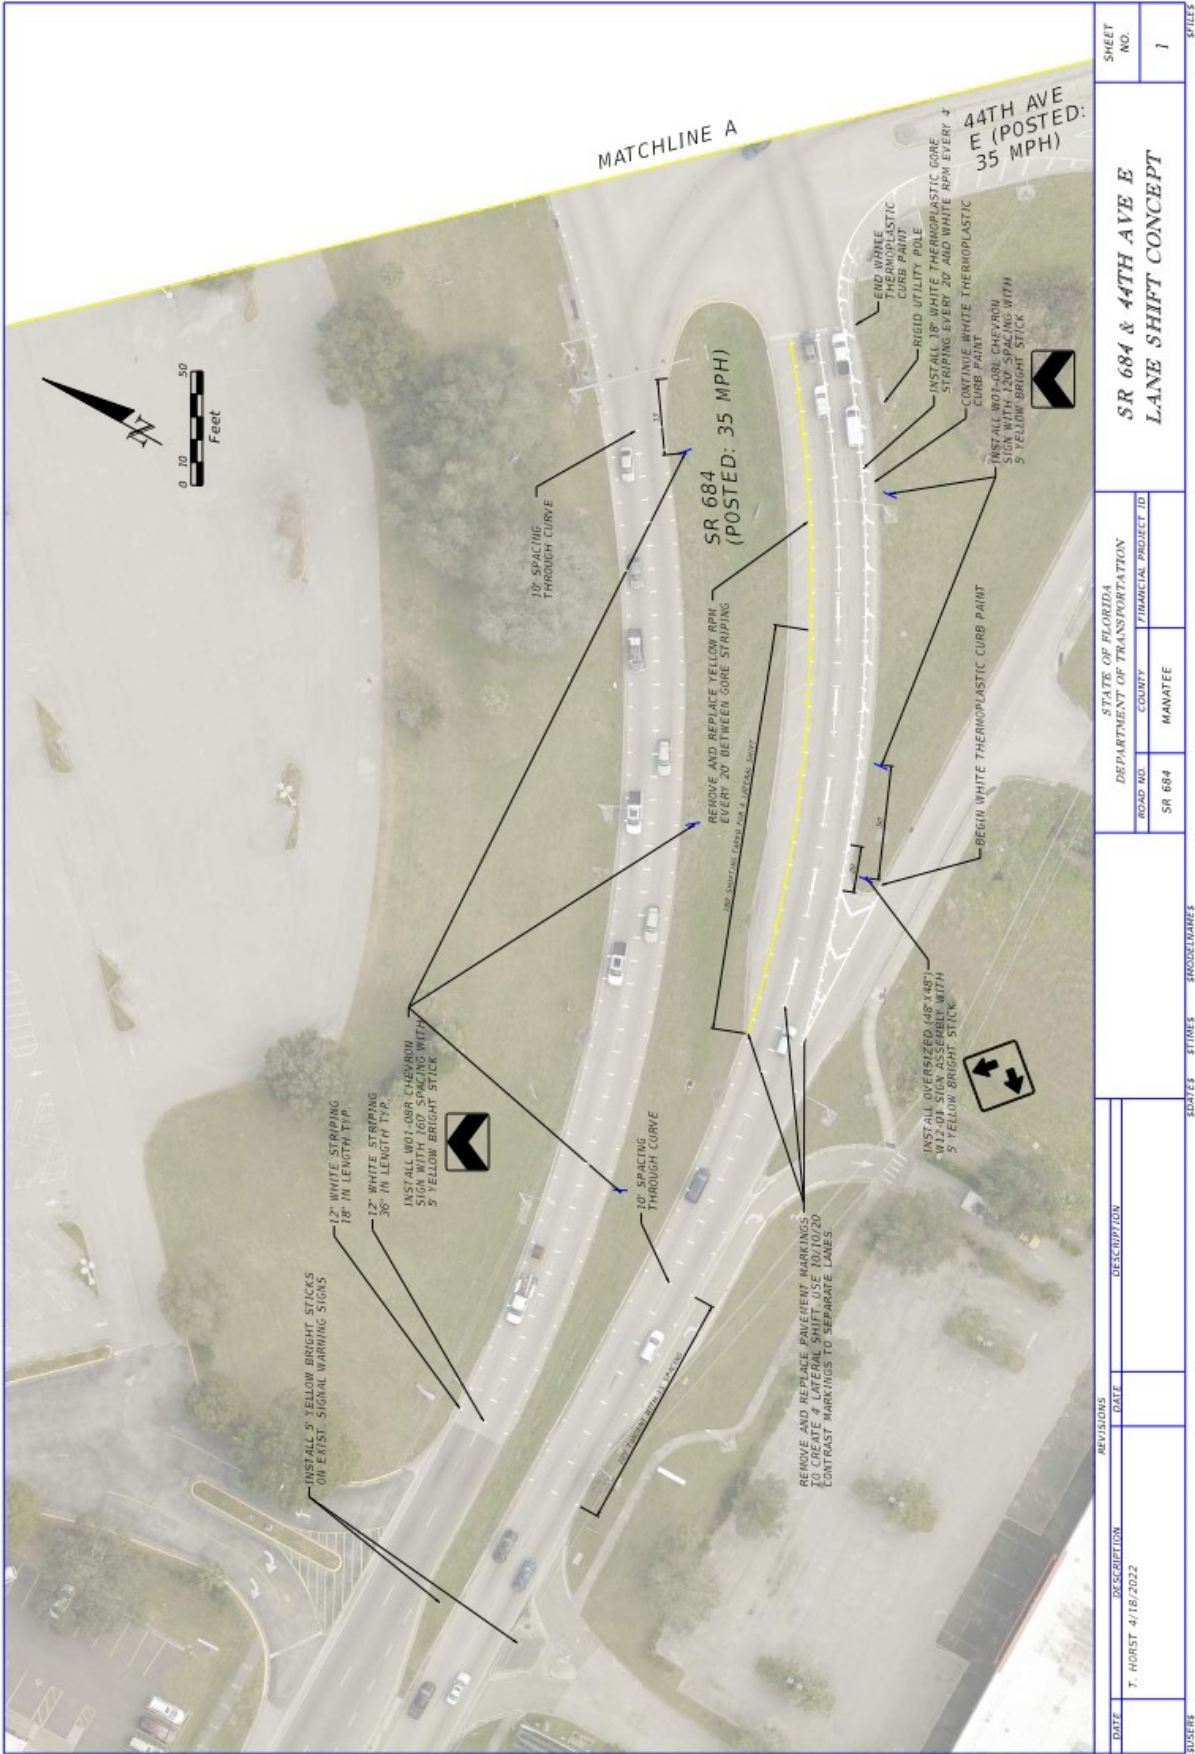 MATCHLINE A
0 10 50
Feet
N
44TH AVE
E (POSTED:
35 MPH)
SR 684
(POSTED: 35 MPH)
10' SPACING
THROUGH CURVE
END WHITE
THERMOPLASTIC
CURB PAINT
RIGID UTILITY POLE
INSTALL 18" WHITE THERMOPLASTIC GORE
STRIPING EVERY 20' AND WHITE RPM EVERY 4'
CONTINUE WHITE THERMOPLASTIC
CURB PAINT
INSTALL W01-08L CHEVRON
SIGN WITH 120' SPACING WITH
5' YELLOW BRIGHT STICK
REMOVE AND REPLACE YELLOW RPM
EVERY 20' BETWEEN GORE STRIPING
BEGIN WHITE THERMOPLASTIC CURB PAINT
50'
INSTALL OVERSIZED (48"X48")
W12-01 SIGN ASSEMBLY WITH
5' YELLOW BRIGHT STICK
12" WHITE STRIPING
18" IN LENGTH TYP.
12" WHITE STRIPING
36" IN LENGTH TYP.
INSTALL W01-08R CHEVRON
SIGN WITH 160' SPACING WITH
5' YELLOW BRIGHT STICK
10' SPACING
THROUGH CURVE
INSTALL 5' YELLOW BRIGHT STICKS
ON EXIST. SIGNAL WARNING SIGNS
REMOVE AND REPLACE PAVEMENT MARKINGS
TO CREATE 4' LATERAL SHIFT. USE 10/10/20
CONTRAST MARKINGS TO SEPARATE LANES.
REVISIONS
DATE DESCRIPTION DATE DESCRIPTION
T. HORST 4/18/2022
STATE OF FLORIDA
DEPARTMENT OF TRANSPORTATION
ROAD NO. COUNTY FINANCIAL PROJECT ID
SR 684 MANATEE
SR 684 & 44TH AVE E
LANE SHIFT CONCEPT
SHEET
NO.
1
$USER$ $DATE$ $TIME$ $MODELNAME$ $FILE$